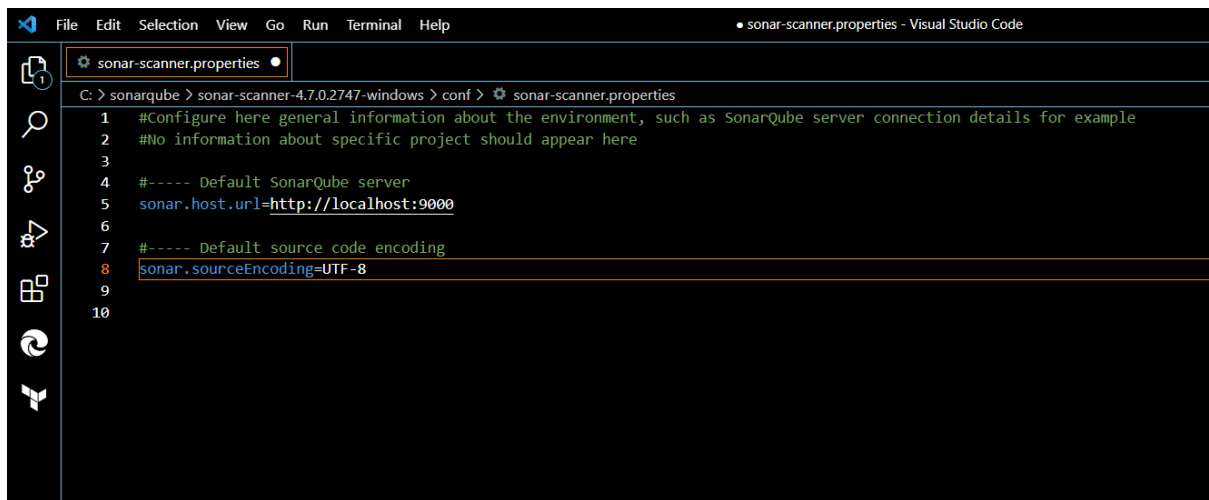 File Edit Selection View Go Run Terminal Help
● sonar-scanner.properties - Visual Studio Code
sonar-scanner.properties ●
1
C: > sonarqube > sonar-scanner-4.7.0.2747-windows > conf > sonar-scanner.properties
1 #Configure here general information about the environment, such as SonarQube server connection details for example
2 #No information about specific project should appear here
3
4 #----- Default SonarQube server
5 sonar.host.url=http://localhost:9000
6
7 #----- Default source code encoding
8 sonar.sourceEncoding=UTF-8
9
10